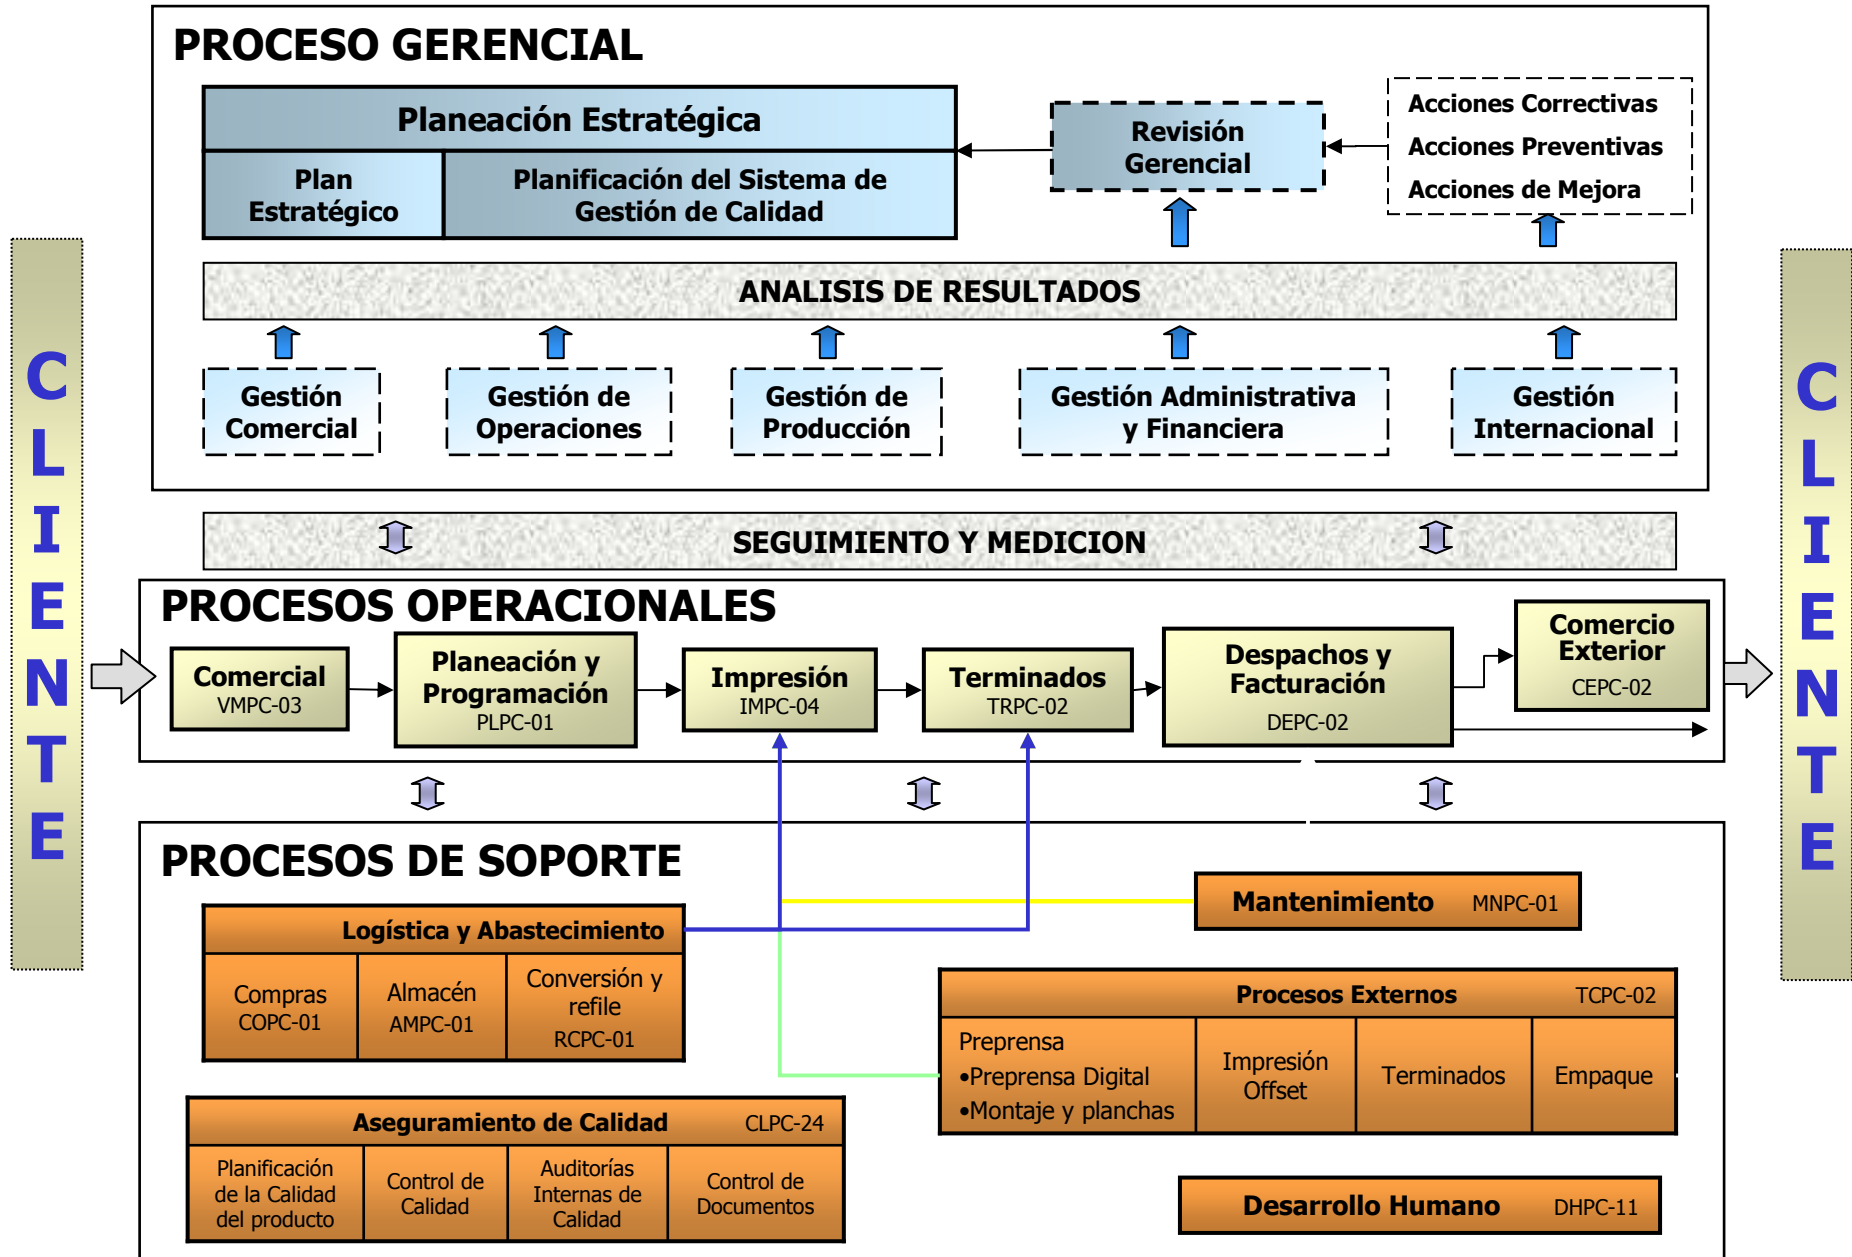 PROCESO GERENCIAL
Planeación Estratégica
Plan
Estratégico
Planificación del Sistema de
Gestión de Calidad
Revisión
Gerencial
Acciones Correctivas
Acciones Preventivas
Acciones de Mejora
ANALISIS DE RESULTADOS
Gestión
Comercial
Gestión de
Operaciones
Gestión de
Producción
Gestión Administrativa
y Financiera
Gestión
Internacional
C
L
I
E
N
T
E
SEGUIMIENTO Y MEDICION
PROCESOS OPERACIONALES
Comercial
VMPC-03
Planeación y
Programación
PLPC-01
Impresión
IMPC-04
Terminados
TRPC-02
Despachos y
Facturación
DEPC-02
Comercio
Exterior
CEPC-02
C
L
I
E
N
T
E
PROCESOS DE SOPORTE
Logística y Abastecimiento
Compras
COPC-01
Almacén
AMPC-01
Conversión y
refile
RCPC-01
Mantenimiento MNPC-01
Procesos Externos TCPC-02
Preprensa
•Preprensa Digital
•Montaje y planchas
Impresión
Offset
Terminados
Empaque
Aseguramiento de Calidad CLPC-24
Planificación
de la Calidad
del producto
Control de
Calidad
Auditorías
Internas de
Calidad
Control de
Documentos
Desarrollo Humano DHPC-11